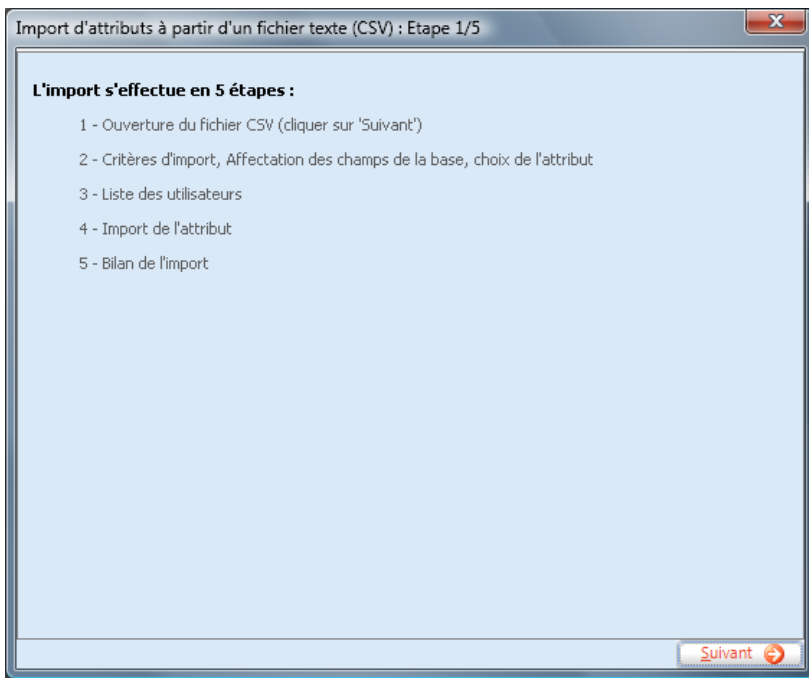 Import d'attributs à partir d'un fichier texte (CSV) : Etape 1/5
L'import s'effectue en 5 étapes :
1 - Ouverture du fichier CSV (cliquer sur 'Suivant')
2 - Critères d'import, Affectation des champs de la base, choix de l'attribut
3 - Liste des utilisateurs
4 - Import de l'attribut
5 - Bilan de l'import
Suivant